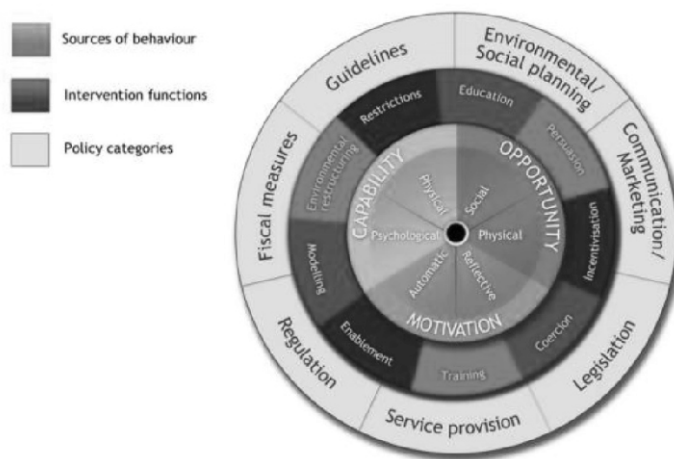 Sources of behaviour
Intervention functions
Policy categories
Guidelines
Environmental/
Social planning
Communication/
Marketing
Legislation
Service provision
Regulation
Fiscal measures
Restrictions
Education
Persuasion
Incentivisation
Coercion
Training
Enablement
Modelling
Environmental/
restructuring
CAPABILITY
OPPORTUNITY
MOTIVATION
Physical
Social
Physical
Reflective
Automatic
Psychological